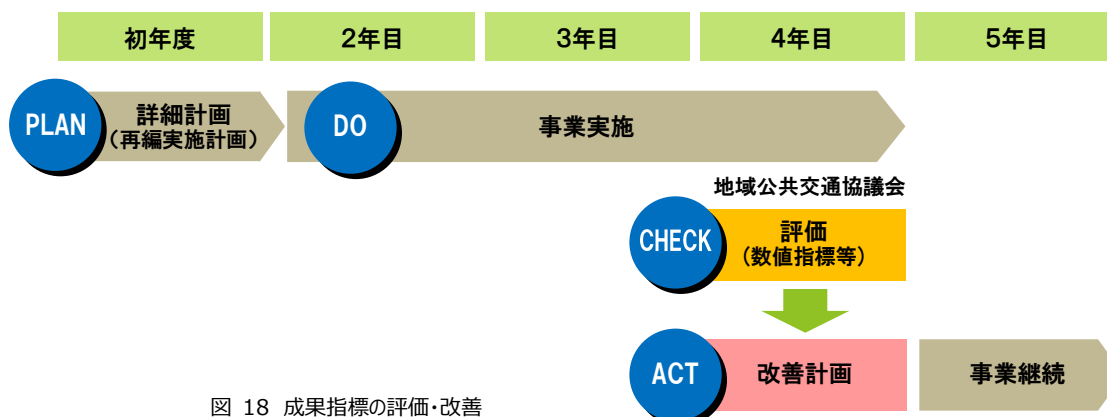 初年度
2年目
3年目
4年目
5年目
PLAN
詳細計画
（再編実施計画）
DO
事業実施
地域公共交通協議会
CHECK
評価
（数値指標等）
ACT
改善計画
事業継続
図 18 成果指標の評価・改善